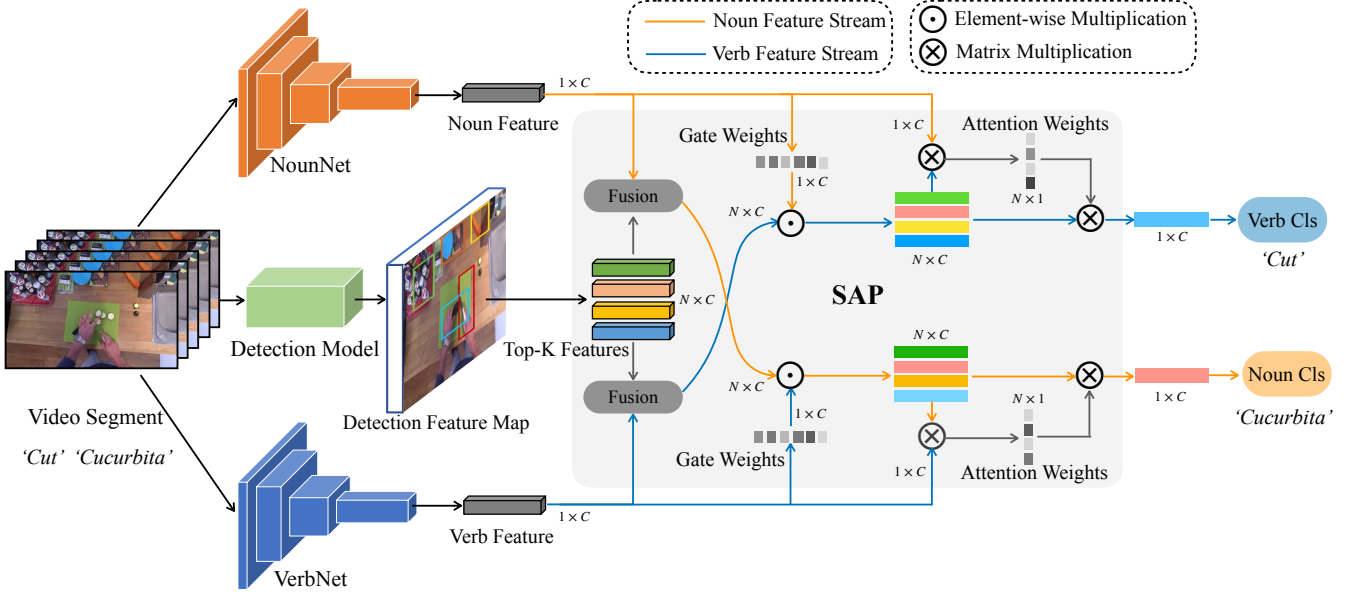 Noun Feature Stream
Verb Feature Stream
Element-wise Multiplication
Matrix Multiplication
1 × C
Noun Feature
NounNet
Gate Weights
1 × C
1 × C
Attention Weights
N × 1
Fusion
N × C
N × C
Verb Cls
1 × C
'Cut'
Detection Model
Top-K Features
N × C
SAP
Detection Feature Map
Fusion
N × C
N × C
N × 1
Noun Cls
1 × C
'Cucurbita'
Video Segment
'Cut' 'Cucurbita'
1 × C
Gate Weights
1 × C
Attention Weights
1 × C
Verb Feature
VerbNet